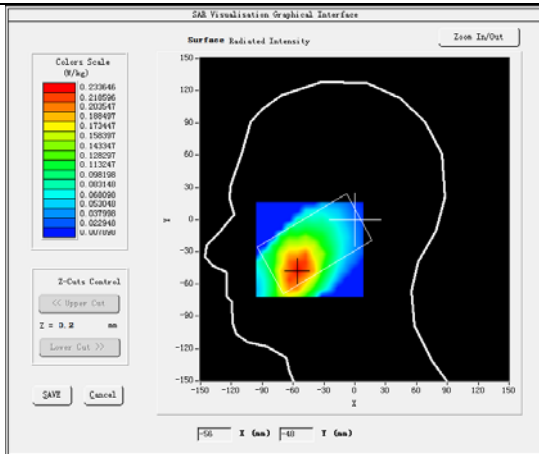 SAR Visualisation Graphical Interface
Surface Radiated Intensity
Zoom In/Out
Colors Scale
(W/kg)
0.233646
0.218596
0.203547
0.188497
0.173447
0.158397
0.143347
0.128297
0.113247
0.098198
0.083148
0.068098
0.053048
0.037998
0.022948
0.007898
150
120
90
60
30
0
-30
-60
-90
-120
-150
Y
-150 -120 -90 -60 -30 0 30 60 90 120 150
X
Z-Cuts Control
<< Upper Cut
Z = 3.2 mm
Lower Cut >>
SAVE Cancel
-56 X (mm) -48 Y (mm)